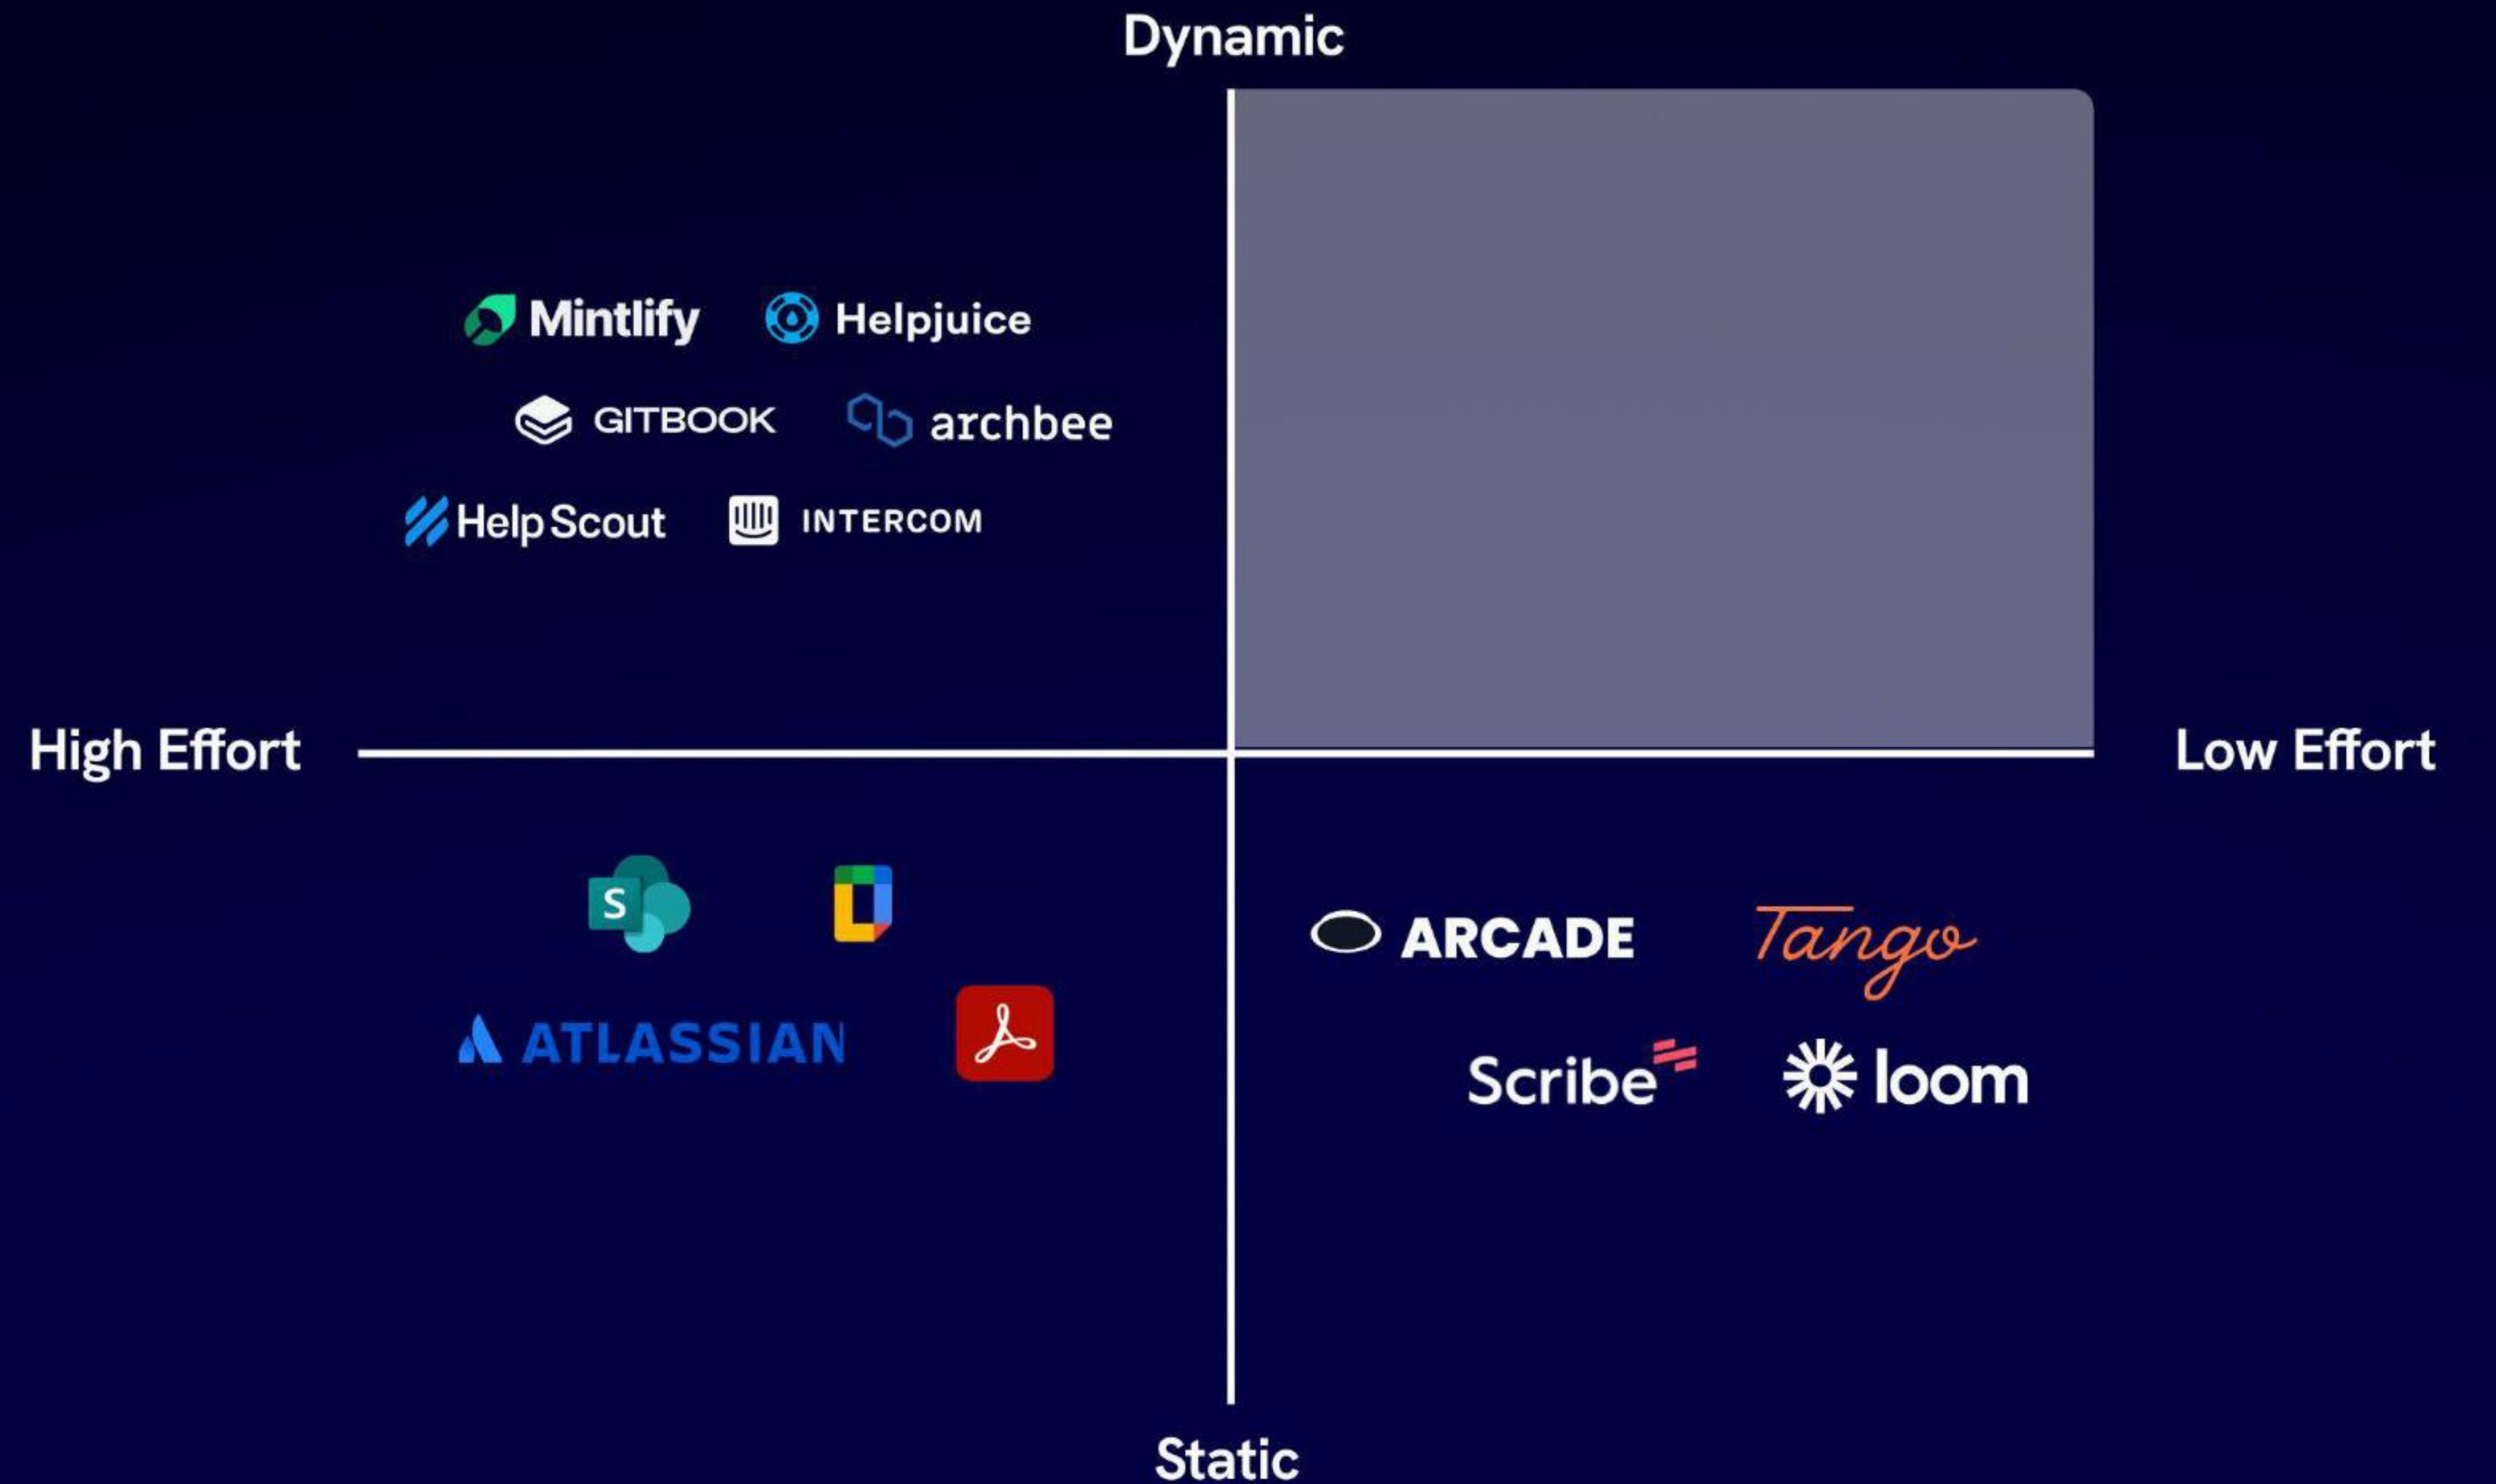 Dynamic
Mintlify
Helpjuice
GITBOOK
archbee
Help Scout
INTERCOM
High Effort
Low Effort
S
ARCADE
Tango
ATLASSIAN
Scribe
loom
Static